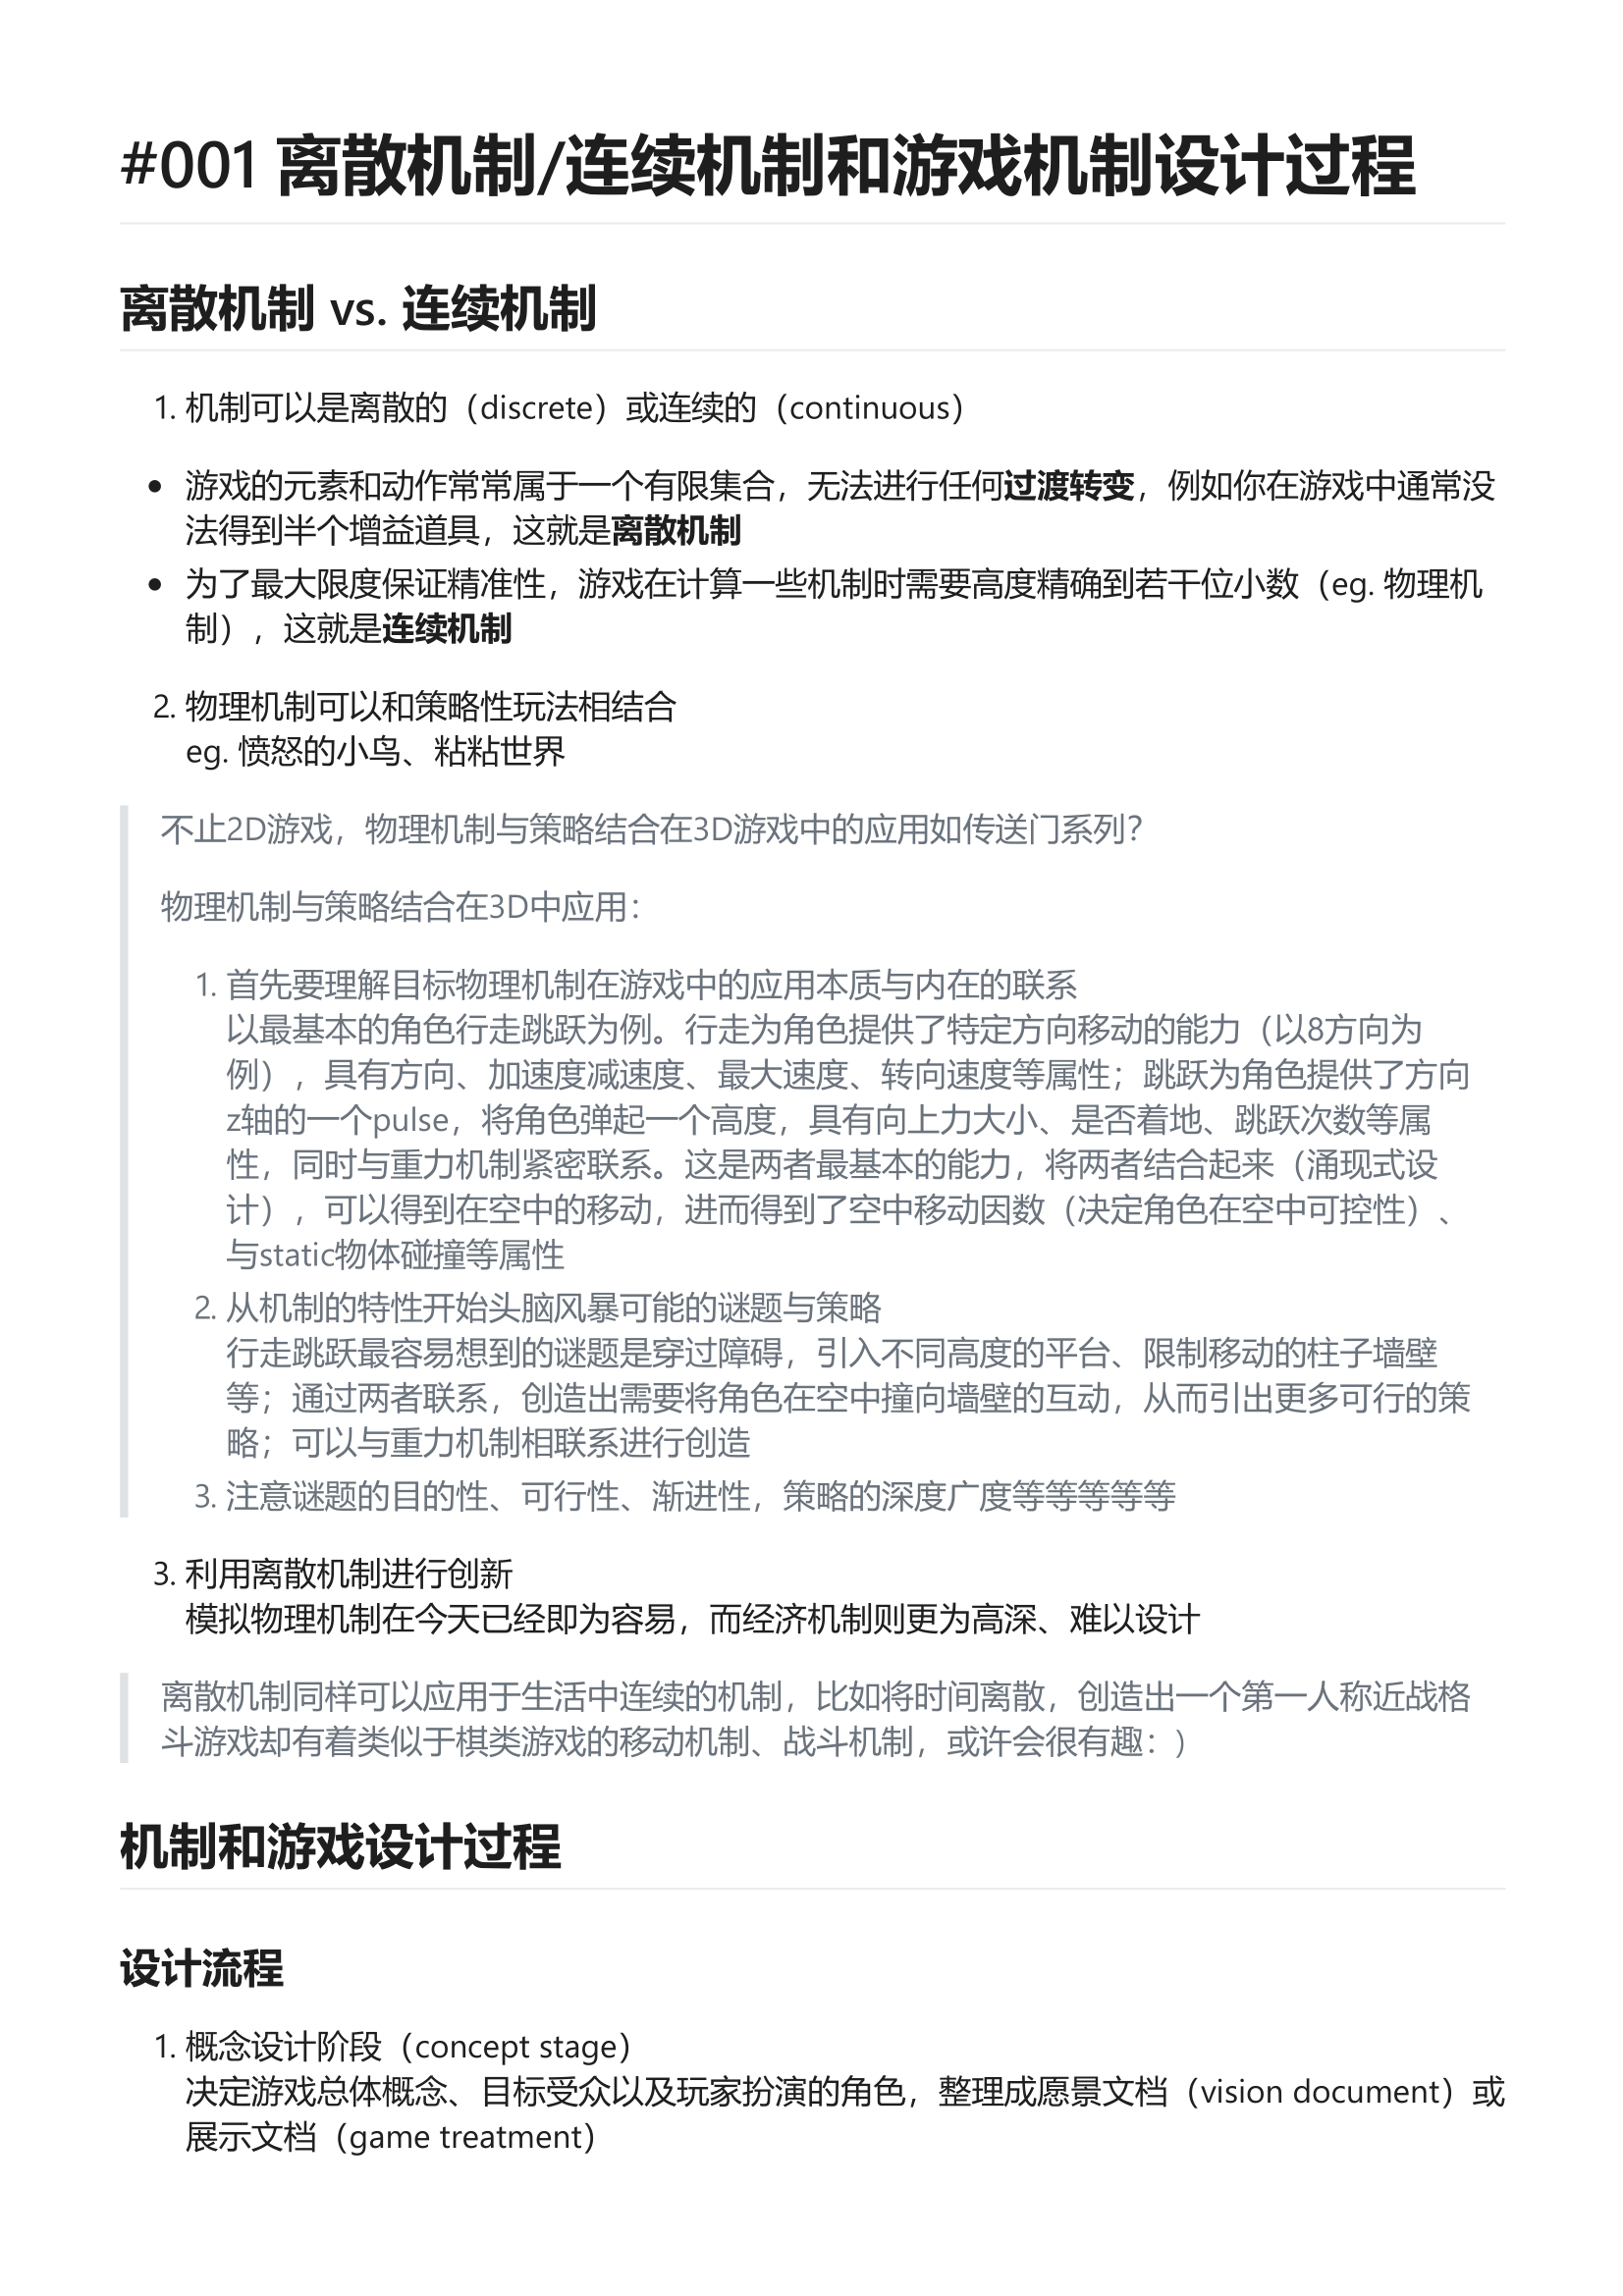 #001 离散机制/连续机制和游戏机制设计过程
离散机制 vs. 连续机制
1. 机制可以是离散的（discrete）或连续的（continuous）
• 游戏的元素和动作常常属于一个有限集合，无法进行任何过渡转变，例如你在游戏中通常没
法得到半个增益道具，这就是离散机制
• 为了最大限度保证精准性，游戏在计算一些机制时需要高度精确到若干位小数（eg. 物理机
制），这就是连续机制
2. 物理机制可以和策略性玩法相结合
eg. 愤怒的小鸟、粘粘世界
不止2D游戏，物理机制与策略结合在3D游戏中的应用如传送门系列？
物理机制与策略结合在3D中应用：
1. 首先要理解目标物理机制在游戏中的应用本质与内在的联系
以最基本的角色行走跳跃为例。行走为角色提供了特定方向移动的能力（以8方向为
例），具有方向、加速度减速度、最大速度、转向速度等属性；跳跃为角色提供了方向
z轴的一个pulse，将角色弹起一个高度，具有向上力大小、是否着地、跳跃次数等属
性，同时与重力机制紧密联系。这是两者最基本的能力，将两者结合起来（涌现式设
计），可以得到在空中的移动，进而得到了空中移动因数（决定角色在空中可控性）、
与static物体碰撞等属性
2. 从机制的特性开始头脑风暴可能的谜题与策略
行走跳跃最容易想到的谜题是穿过障碍，引入不同高度的平台、限制移动的柱子墙壁
等；通过两者联系，创造出需要将角色在空中撞向墙壁的互动，从而引出更多可行的策
略；可以与重力机制相联系进行创造
3. 注意谜题的目的性、可行性、渐进性，策略的深度广度等等等等等
3. 利用离散机制进行创新
模拟物理机制在今天已经即为容易，而经济机制则更为高深、难以设计
离散机制同样可以应用于生活中连续的机制，比如将时间离散，创造出一个第一人称近战格
斗游戏却有着类似于棋类游戏的移动机制、战斗机制，或许会很有趣：)
机制和游戏设计过程
设计流程
1. 概念设计阶段（concept stage）
决定游戏总体概念、目标受众以及玩家扮演的角色，整理成愿景文档（vision document）或
展示文档（game treatment）